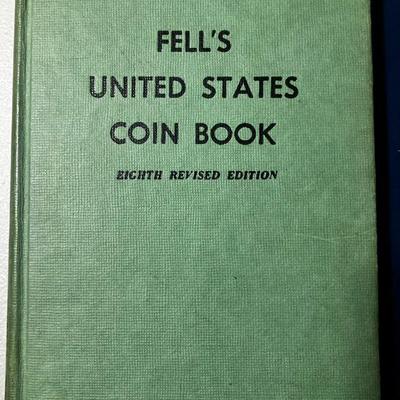 FELL'S
UNITED STATES
COIN BOOK
EIGHTH REVISED EDITION